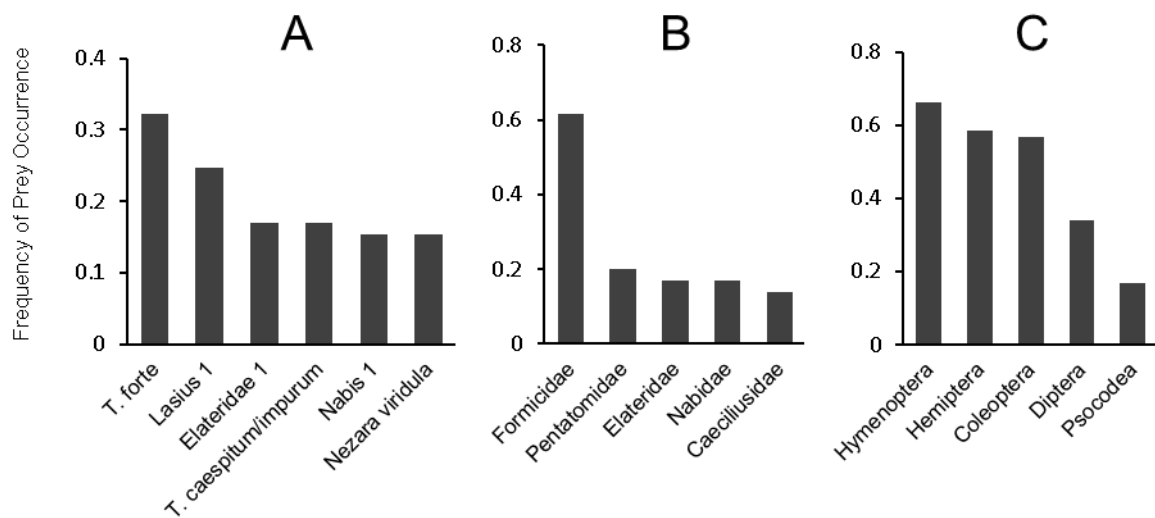 A
B
C
Frequency of Prey Occurrence
0.4
0.3
0.2
0.1
0
T. forte
Lasius 1
Elateridae 1
T. caespitum/impurum
Nabis 1
Nezara viridula
0.8
0.6
0.4
0.2
0
Formicidae
Pentatomidae
Elateridae
Nabidae
Caeciliusidae
0.8
0.6
0.4
0.2
0
Hymenoptera
Hemiptera
Coleoptera
Diptera
Psocodea